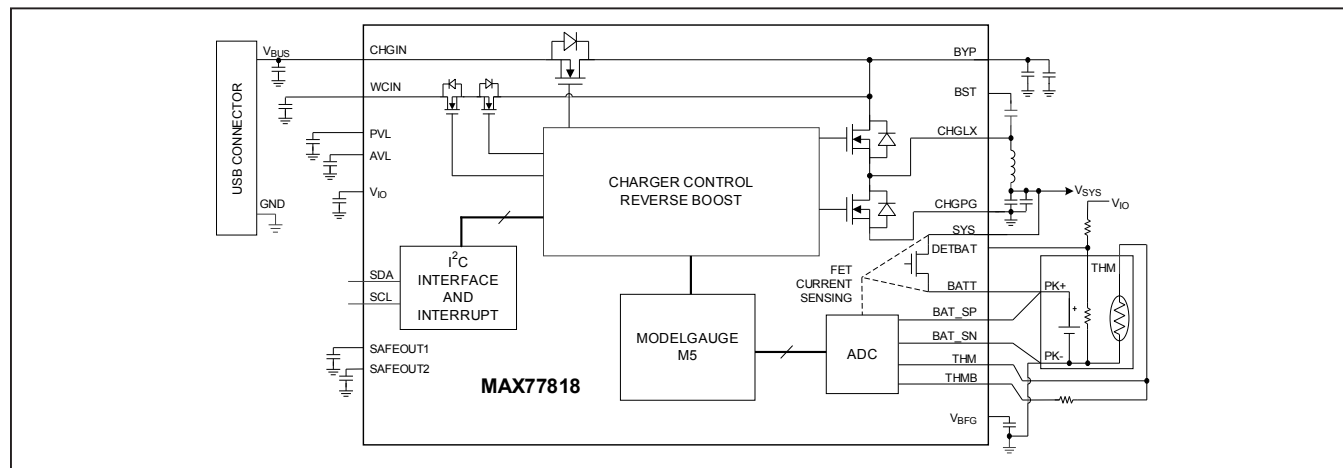 USB CONNECTOR
VBUS
GND
CHGIN
WCIN
PVL
AVL
VIO
SDA
SCL
SAFEOUT1
SAFEOUT2
I2C
INTERFACE
AND
INTERRUPT
CHARGER CONTROL
REVERSE BOOST
MODELGAUGE
M5
MAX77818
ADC
FET
CURRENT
SENSING
BYP
BST
CHGLX
CHGPG
SYS
DETBAT
BATT
BAT_SP
BAT_SN
THM
THMB
VBFG
VSYS
VIO
THM
PK+
+
PK-